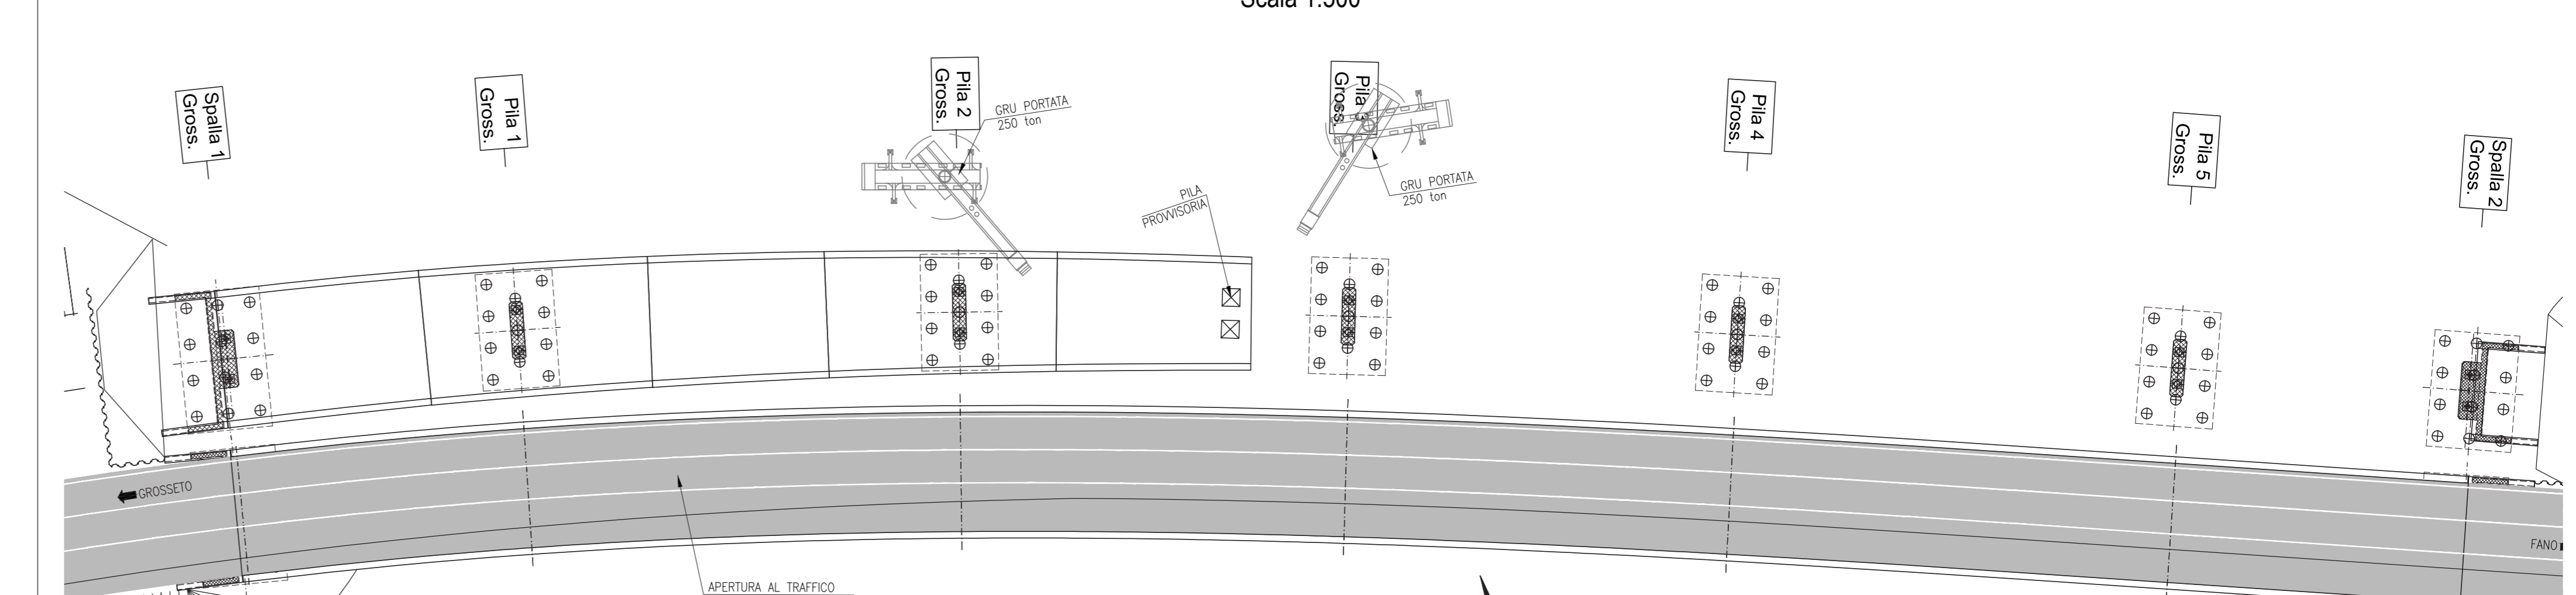 Scala 1:500
Spalla 1
Gross.
Pila 1
Gross.
Pila 2
Gross.
GRU PORTATA
250 ton
PILA
PROVVISORIA
Pila 3
Gross.
GRU PORTATA
250 ton
Pila 4
Gross.
Pila 5
Gross.
Spalla 2
Gross.
GROSSETO
FANO
APERTURA AL TRAFFICO